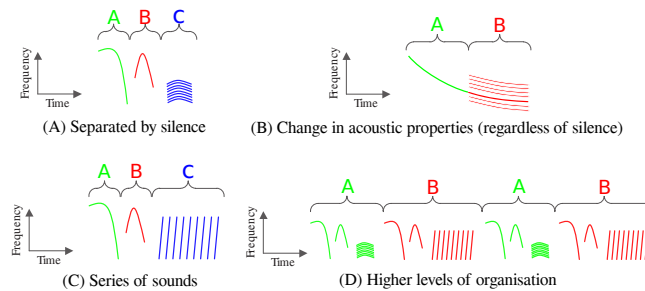 A B C
Frequency
Time
(A) Separated by silence
A B
Frequency
Time
(B) Change in acoustic properties (regardless of silence)
A B C
Frequency
Time
(C) Series of sounds
A B A B
Frequency
Time
(D) Higher levels of organisation